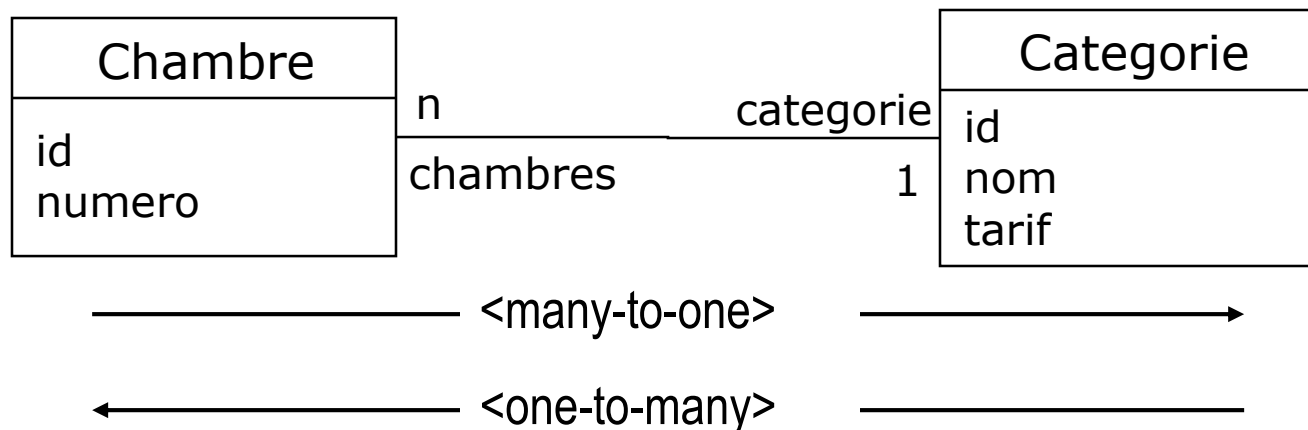 Chambre
id
numero
n
chambres
categorie
1
Categorie
id
nom
tarif
<many-to-one>
<one-to-many>